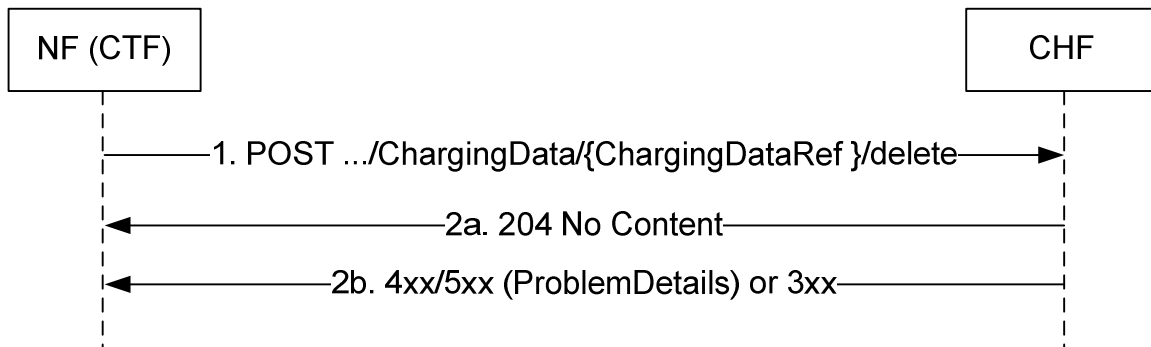 NF (CTF)
CHF
1. POST .../ChargingData/{ChargingDataRef }/delete
2a. 204 No Content
2b. 4xx/5xx (ProblemDetails) or 3xx